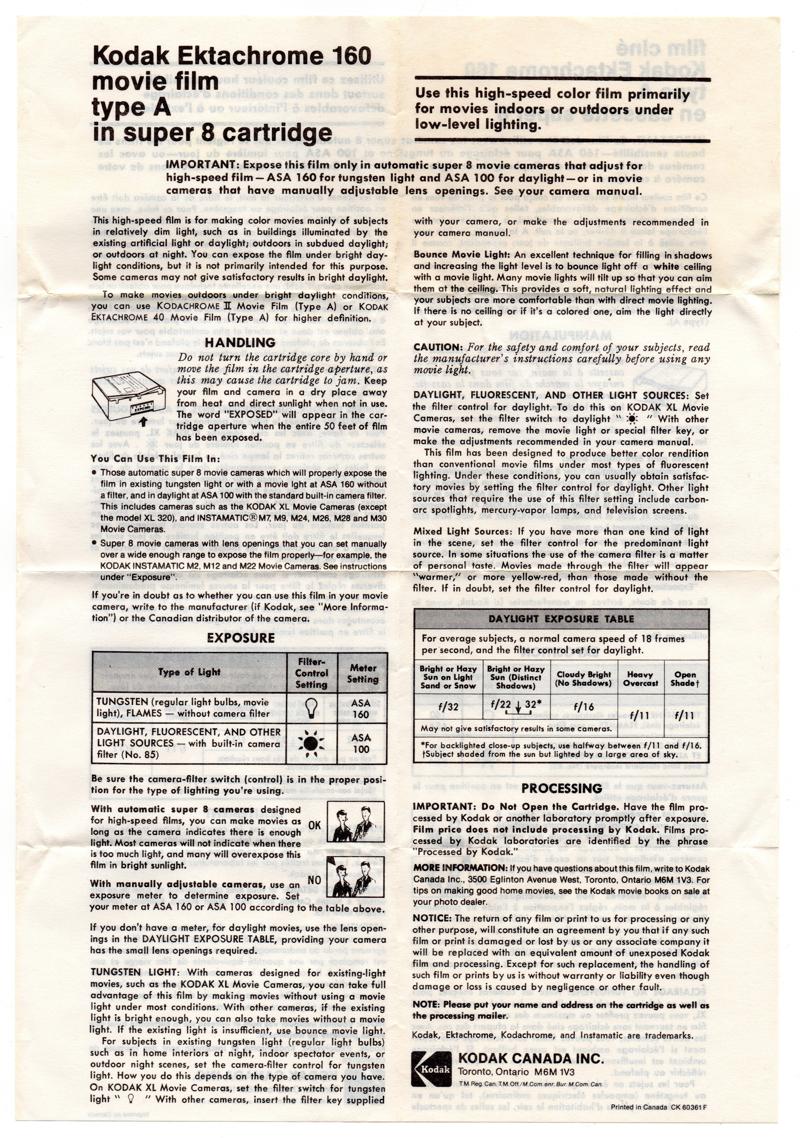 Kodak Ektachrome 160
movie film
type A
in super 8 cartridge
Use this high-speed color film primarily
for movies indoors or outdoors under
low-level lighting.
IMPORTANT: Expose this film only in automatic super 8 movie cameras that adjust for
high-speed film—ASA 160 for tungsten light and ASA 100 for daylight—or in movie
cameras that have manually adjustable lens openings. See your camera manual.
This high-speed film is for making color movies mainly of subjects
in relatively dim light, such as in buildings illuminated by the
existing artificial light or daylight; outdoors in subdued daylight;
or outdoors at night. You can expose the film under bright day-
light conditions, but it is not primarily intended for this purpose.
Some cameras may not give satisfactory results in bright daylight.
To make movies outdoors under bright daylight conditions,
you can use KODACHROME II Movie Film (Type A) or KODAK
EKTACHROME 40 Movie Film (Type A) for higher definition.
HANDLING
Do not turn the cartridge core by hand or
move the film in the cartridge aperture, as
this may cause the cartridge to jam. Keep
your film and camera in a dry place away
from heat and direct sunlight when not in use.
The word "EXPOSED" will appear in the car-
tridge aperture when the entire 50 feet of film
has been exposed.
You Can Use This Film In:
• Those automatic super 8 movie cameras which will properly expose the
film in existing tungsten light or with a movie lght at ASA 160 without
a filter, and in daylight at ASA 100 with the standard built-in camera filter.
This includes cameras such as the KODAK XL Movie Cameras (except
the model XL 320), and INSTAMATIC® M7, M9, M24, M26, M28 and M30
Movie Cameras.
• Super 8 movie cameras with lens openings that you can set manually
over a wide enough range to expose the film properly—for example, the
KODAK INSTAMATIC M2, M12 and M22 Movie Cameras. See instructions
under "Exposure".
If you're in doubt as to whether you can use this film in your movie
camera, write to the manufacturer (if Kodak, see "More Informa-
tion") or the Canadian distributor of the camera.
EXPOSURE
Type of Light
Filter-
Control
Setting
Meter
Setting
TUNGSTEN (regular light bulbs, movie
light), FLAMES — without camera filter
ASA
160
DAYLIGHT, FLUORESCENT, AND OTHER
LIGHT SOURCES — with built-in camera
filter (No. 85)
ASA
100
Be sure the camera-filter switch (control) is in the proper posi-
tion for the type of lighting you're using.
With automatic super 8 cameras designed
for high-speed films, you can make movies as
long as the camera indicates there is enough
light. Most cameras will not indicate when there
is too much light, and many will overexpose this
film in bright sunlight.
OK
NO
With manually adjustable cameras, use an
exposure meter to determine exposure. Set
your meter at ASA 160 or ASA 100 according to the table above.
If you don't have a meter, for daylight movies, use the lens open-
ings in the DAYLIGHT EXPOSURE TABLE, providing your camera
has the small lens openings required.
TUNGSTEN LIGHT: With cameras designed for existing-light
movies, such as the KODAK XL Movie Cameras, you can take full
advantage of this film by making movies without using a movie
light under most conditions. With other cameras, if the existing
light is bright enough, you can also take movies without a movie
light. If the existing light is insufficient, use bounce movie light.
For subjects in existing tungsten light (regular light bulbs)
such as in home interiors at night, indoor spectator events, or
outdoor night scenes, set the camera-filter control for tungsten
light. How you do this depends on the type of camera you have.
On KODAK XL Movie Cameras, set the filter switch for tungsten
light " " With other cameras, insert the filter key supplied
with your camera, or make the adjustments recommended in
your camera manual.
Bounce Movie Light: An excellent technique for filling in shadows
and increasing the light level is to bounce light off a white ceiling
with a movie light. Many movie lights will tilt up so that you can aim
them at the ceiling. This provides a soft, natural lighting effect and
your subjects are more comfortable than with direct movie lighting.
If there is no ceiling or if it's a colored one, aim the light directly
at your subject.
CAUTION: For the safety and comfort of your subjects, read
the manufacturer's instructions carefully before using any
movie light.
DAYLIGHT, FLUORESCENT, AND OTHER LIGHT SOURCES: Set
the filter control for daylight. To do this on KODAK XL Movie
Cameras, set the filter switch to daylight " ☀ " With other
movie cameras, remove the movie light or special filter key, or
make the adjustments recommended in your camera manual.
This film has been designed to produce better color rendition
than conventional movie films under most types of fluorescent
lighting. Under these conditions, you can usually obtain satisfac-
tory movies by setting the filter control for daylight. Other light
sources that require the use of this filter setting include carbon-
arc spotlights, mercury-vapor lamps, and television screens.
Mixed Light Sources: If you have more than one kind of light
in the scene, set the filter control for the predominant light
source. In some situations the use of the camera filter is a matter
of personal taste. Movies made through the filter will appear
"warmer," or more yellow-red, than those made without the
filter. If in doubt, set the filter control for daylight.
DAYLIGHT EXPOSURE TABLE
For average subjects, a normal camera speed of 18 frames
per second, and the filter control set for daylight.
Bright or Hazy
Sun on Light
Sand or Snow
Bright or Hazy
Sun (Distinct
Shadows)
Cloudy Bright
(No Shadows)
Heavy
Overcast
Open
Shade†
f/32
f/22 ↓ 32*
f/16
f/11
f/11
May not give satisfactory results in some cameras.
*For backlighted close-up subjects, use halfway between f/11 and f/16.
†Subject shaded from the sun but lighted by a large area of sky.
PROCESSING
IMPORTANT: Do Not Open the Cartridge. Have the film pro-
cessed by Kodak or another laboratory promptly after exposure.
Film price does not include processing by Kodak. Films pro-
cessed by Kodak laboratories are identified by the phrase
"Processed by Kodak."
MORE INFORMATION: If you have questions about this film, write to Kodak
Canada Inc., 3500 Eglinton Avenue West, Toronto, Ontario M6M 1V3. For
tips on making good home movies, see the Kodak movie books on sale at
your photo dealer.
NOTICE: The return of any film or print to us for processing or any
other purpose, will constitute an agreement by you that if any such
film or print is damaged or lost by us or any associate company it
will be replaced with an equivalent amount of unexposed Kodak
film and processing. Except for such replacement, the handling of
such film or prints by us is without warranty or liability even though
damage or loss is caused by negligence or other fault.
NOTE: Please put your name and address on the cartridge as well as
the processing mailer.
Kodak, Ektachrome, Kodachrome, and Instamatic are trademarks.
Kodak
KODAK CANADA INC.
Toronto, Ontario M6M 1V3
T.M. Reg. Can. T.M. Off./M.Com. enr. Bur. M. Com. Can.
Printed in Canada CK 60361F